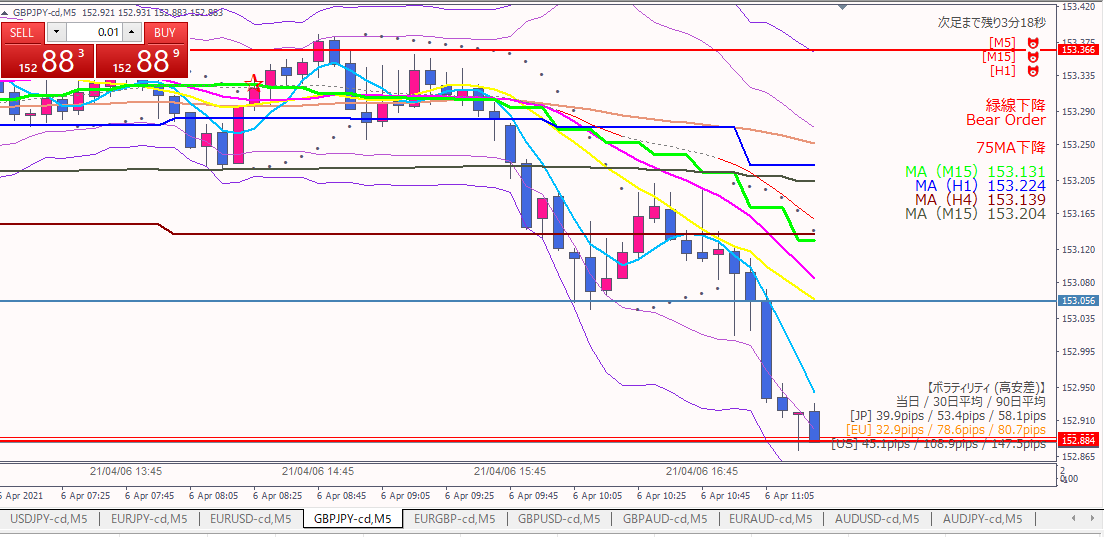 GBPJPY-cd,M5 152.921 152.931 152.883 152.883
SELL
0.01
BUY
152 88 3
152 88 9
次足まで残り3分18秒
[M5]
[M15]
[H1]
緑線下降
Bear Order
75MA下降
MA（M15）153.131
MA（H1）153.224
MA（H4）153.139
MA（M15）153.204
【ボラティリティ(高安差)】
当日 / 30日平均 / 90日平均
[JP] 39.9pips / 53.4pips / 58.1pips
[EU] 32.9pips / 78.6pips / 80.7pips
[US] 45.1pips / 108.9pips / 147.5pips
153.420
153.375
153.366
153.335
153.290
153.250
153.205
153.165
153.120
153.080
153.056
153.035
152.995
152.950
152.910
152.884
152.865
21/04/06 13:45
21/04/06 14:45
21/04/06 15:45
21/04/06 16:45
2
0.00
6 Apr 2021
6 Apr 07:25
6 Apr 07:45
6 Apr 08:05
6 Apr 08:25
6 Apr 08:45
6 Apr 09:05
6 Apr 09:25
6 Apr 09:45
6 Apr 10:05
6 Apr 10:25
6 Apr 10:45
6 Apr 11:05
USDJPY-cd,M5
EURJPY-cd,M5
EURUSD-cd,M5
GBPJPY-cd,M5
EURGBP-cd,M5
GBPUSD-cd,M5
GBPAUD-cd,M5
EURAUD-cd,M5
AUDUSD-cd,M5
AUDJPY-cd,M5